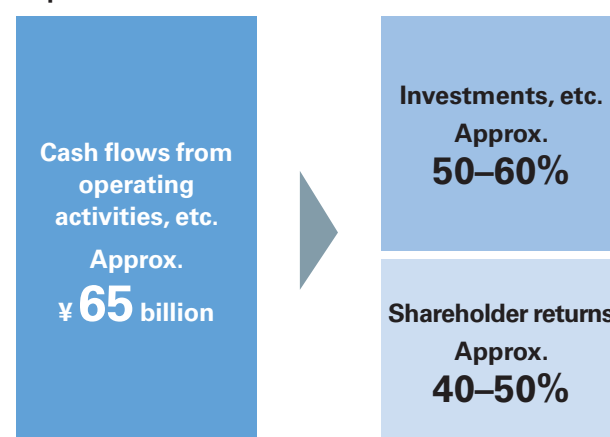 Cash flows from
operating
activities, etc.
Approx.
¥ 65 billion
Investments, etc.
Approx.
50–60%
Shareholder returns
Approx.
40–50%